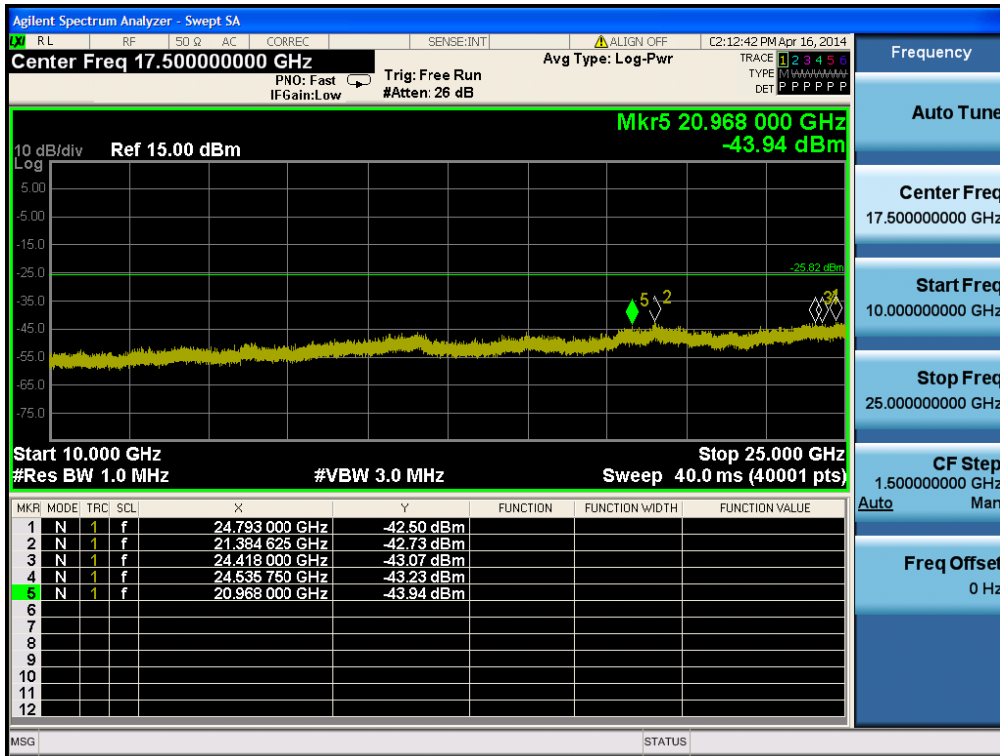 Agilent Spectrum Analyzer - Swept SA
LXI RL RF 50 Ω AC CORREC SENSE:INT ALIGN OFF 02:12:42 PM Apr 16, 2014
Center Freq 17.500000000 GHz
PNO: Fast
IFGain:Low
Trig: Free Run
#Atten: 26 dB
Avg Type: Log-Pwr
TRACE 1 2 3 4 5 6
TYPE M WWWWW
DET P P P P P P
Mkr5 20.968 000 GHz
-43.94 dBm
10 dB/div Ref 15.00 dBm
Log
5.00
-5.00
-15.0
-25.0
-25.82 dBm
-35.0
5 2 3 1
-45.0
-55.0
-65.0
-75.0
Start 10.000 GHz Stop 25.000 GHz
#Res BW 1.0 MHz #VBW 3.0 MHz Sweep 40.0 ms (40001 pts)
MKR MODE TRC SCL X Y FUNCTION FUNCTION WIDTH FUNCTION VALUE
1 N 1 f 24.793 000 GHz -42.50 dBm
2 N 1 f 21.384 625 GHz -42.73 dBm
3 N 1 f 24.418 000 GHz -43.07 dBm
4 N 1 f 24.535 750 GHz -43.23 dBm
5 N 1 f 20.968 000 GHz -43.94 dBm
6
7
8
9
10
11
12
MSG STATUS
Frequency
Auto Tune
Center Freq
17.500000000 GHz
Start Freq
10.000000000 GHz
Stop Freq
25.000000000 GHz
CF Step
1.500000000 GHz
Auto Man
Freq Offset
0 Hz